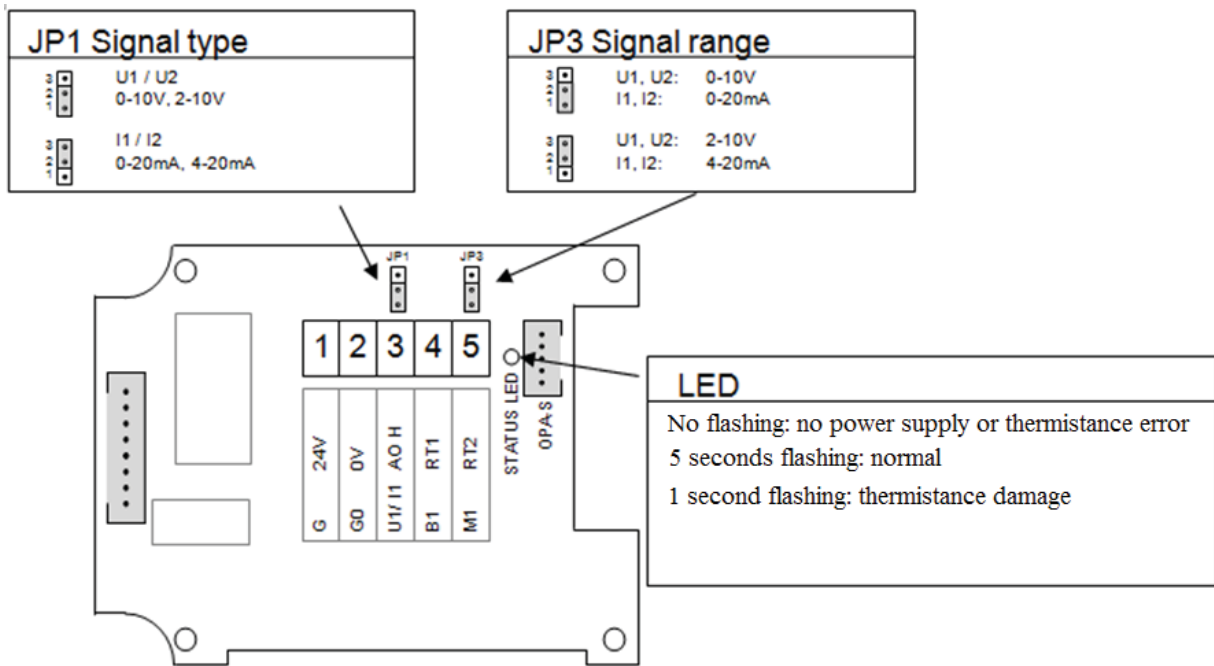 JP1 Signal type
3
2
1
U1 / U2
0-10V, 2-10V
3
2
1
I1 / I2
0-20mA, 4-20mA
JP3 Signal range
3
2
1
U1, U2: 0-10V
I1, I2: 0-20mA
3
2
1
U1, U2: 2-10V
I1, I2: 4-20mA
JP1
JP3
1 2 3 4 5
G 24V
G0 0V
U1/ I1 AO H
B1 RT1
M1 RT2
STATUS LED
OPA-S
LED
No flashing: no power supply or thermistance error
5 seconds flashing: normal
1 second flashing: thermistance damage